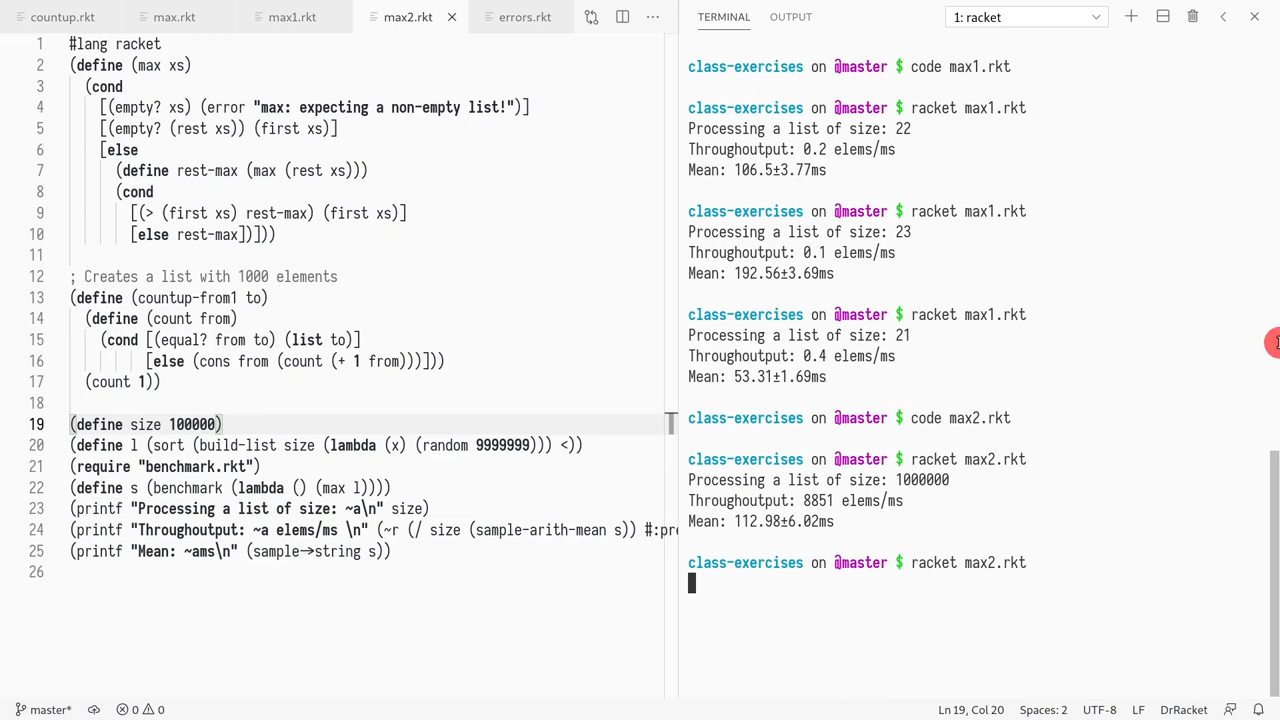 countup.rkt max.rkt max1.rkt max2.rkt errors.rkt
1 #lang racket
2 (define (max xs)
3 (cond
4 [(empty? xs) (error "max: expecting a non-empty list!")]
5 [(empty? (rest xs)) (first xs)]
6 [else
7 (define rest-max (max (rest xs)))
8 (cond
9 [(> (first xs) rest-max) (first xs)]
10 [else rest-max])]))
11
12 ; Creates a list with 1000 elements
13 (define (countup-from1 to)
14 (define (count from)
15 (cond [(equal? from to) (list to)]
16 [else (cons from (count (+ 1 from)))]))
17 (count 1))
18
19 (define size 100000)
20 (define l (sort (build-list size (lambda (x) (random 9999999))) <))
21 (require "benchmark.rkt")
22 (define s (benchmark (lambda () (max l))))
23 (printf "Processing a list of size: ~a\n" size)
24 (printf "Throughoutput: ~a elems/ms \n" (~r (/ size (sample-arith-mean s)) #:pre
25 (printf "Mean: ~ams\n" (sample→string s))
26
TERMINAL OUTPUT 1: racket
class-exercises on @master $ code max1.rkt
class-exercises on @master $ racket max1.rkt
Processing a list of size: 22
Throughoutput: 0.2 elems/ms
Mean: 106.5±3.77ms
class-exercises on @master $ racket max1.rkt
Processing a list of size: 23
Throughoutput: 0.1 elems/ms
Mean: 192.56±3.69ms
class-exercises on @master $ racket max1.rkt
Processing a list of size: 21
Throughoutput: 0.4 elems/ms
Mean: 53.31±1.69ms
class-exercises on @master $ code max2.rkt
class-exercises on @master $ racket max2.rkt
Processing a list of size: 1000000
Throughoutput: 8851 elems/ms
Mean: 112.98±6.02ms
class-exercises on @master $ racket max2.rkt
master* 0 0 Ln 19, Col 20 Spaces: 2 UTF-8 LF DrRacket